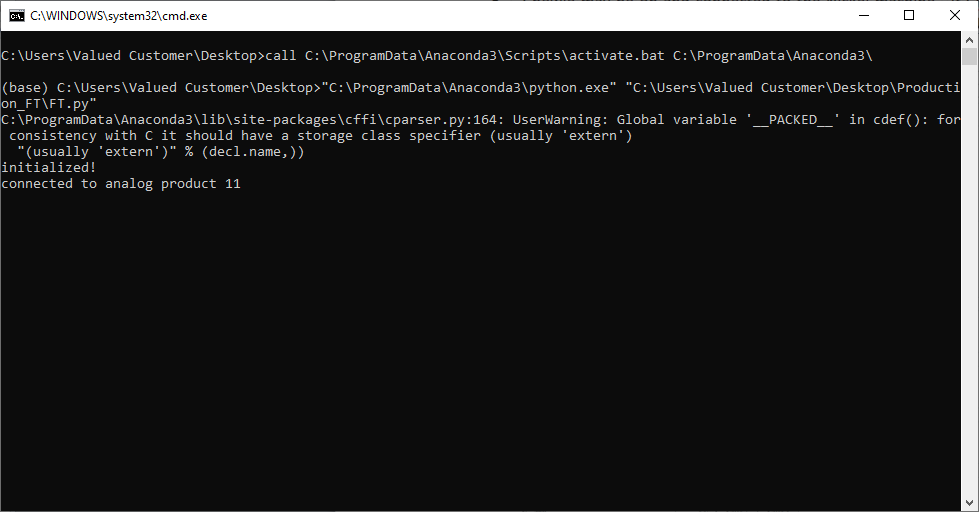 C:\WINDOWS\system32\cmd.exe
C:\Users\Valued Customer\Desktop>call C:\ProgramData\Anaconda3\Scripts\activate.bat C:\ProgramData\Anaconda3\
(base) C:\Users\Valued Customer\Desktop>"C:\ProgramData\Anaconda3\python.exe" "C:\Users\Valued Customer\Desktop\Producti
on_FT\FT.py"
C:\ProgramData\Anaconda3\lib\site-packages\cffi\cparser.py:164: UserWarning: Global variable '__PACKED__' in cdef(): for
 consistency with C it should have a storage class specifier (usually 'extern')
  "(usually 'extern')" % (decl.name,))
initialized!
connected to analog product 11